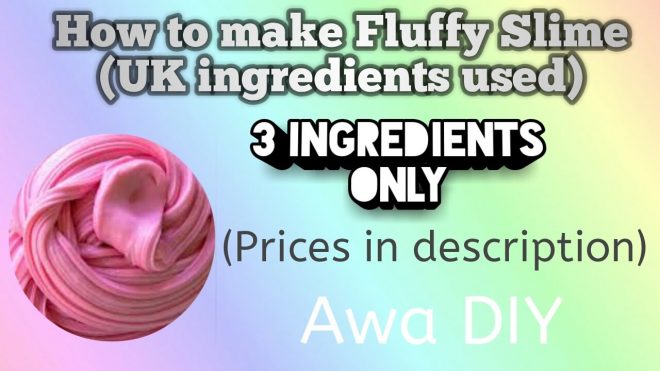 How to make Fluffy Slime
(UK ingredients used)
3 INGREDIENTS
ONLY
(Prices in description)
Awa DIY